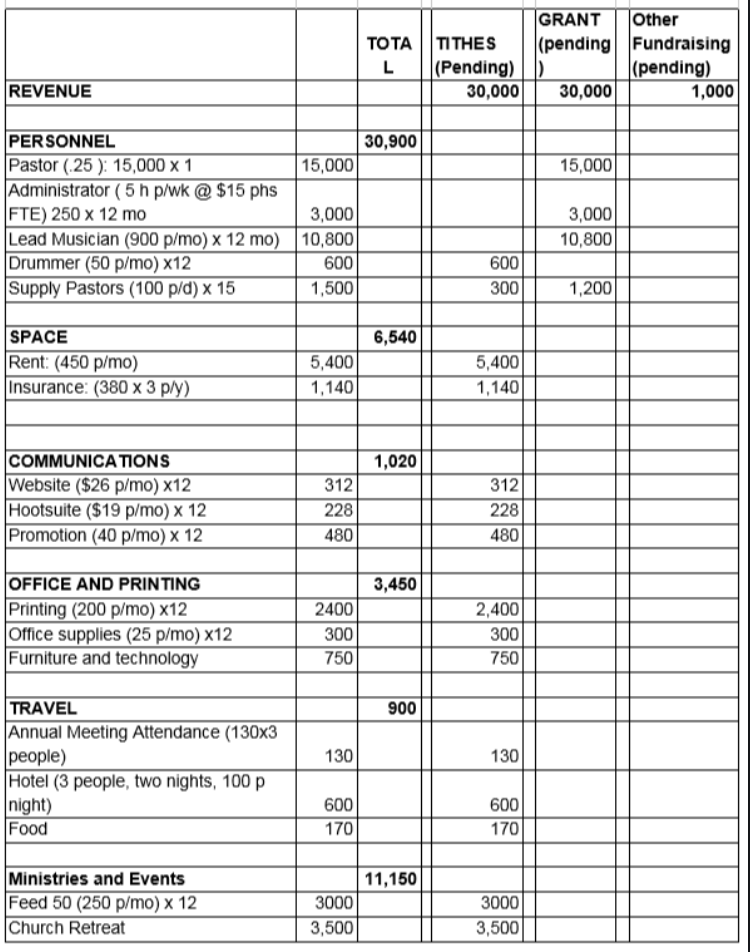 TOTA TITHES GRANT Other
L (Pending) (pending Fundraising
) (pending)
REVENUE 30,000 30,000 1,000
PERSONNEL 30,900
Pastor (.25 ): 15,000 x 1 15,000 15,000
Administrator ( 5 h p/wk @ $15 phs
FTE) 250 x 12 mo 3,000 3,000
Lead Musician (900 p/mo) x 12 mo) 10,800 10,800
Drummer (50 p/mo) x12 600 600
Supply Pastors (100 p/d) x 15 1,500 300 1,200
SPACE 6,540
Rent: (450 p/mo) 5,400 5,400
Insurance: (380 x 3 p/y) 1,140 1,140
COMMUNICATIONS 1,020
Website ($26 p/mo) x12 312 312
Hootsuite ($19 p/mo) x 12 228 228
Promotion (40 p/mo) x 12 480 480
OFFICE AND PRINTING 3,450
Printing (200 p/mo) x12 2400 2,400
Office supplies (25 p/mo) x12 300 300
Furniture and technology 750 750
TRAVEL 900
Annual Meeting Attendance (130x3
people) 130 130
Hotel (3 people, two nights, 100 p
night) 600 600
Food 170 170
Ministries and Events 11,150
Feed 50 (250 p/mo) x 12 3000 3000
Church Retreat 3,500 3,500